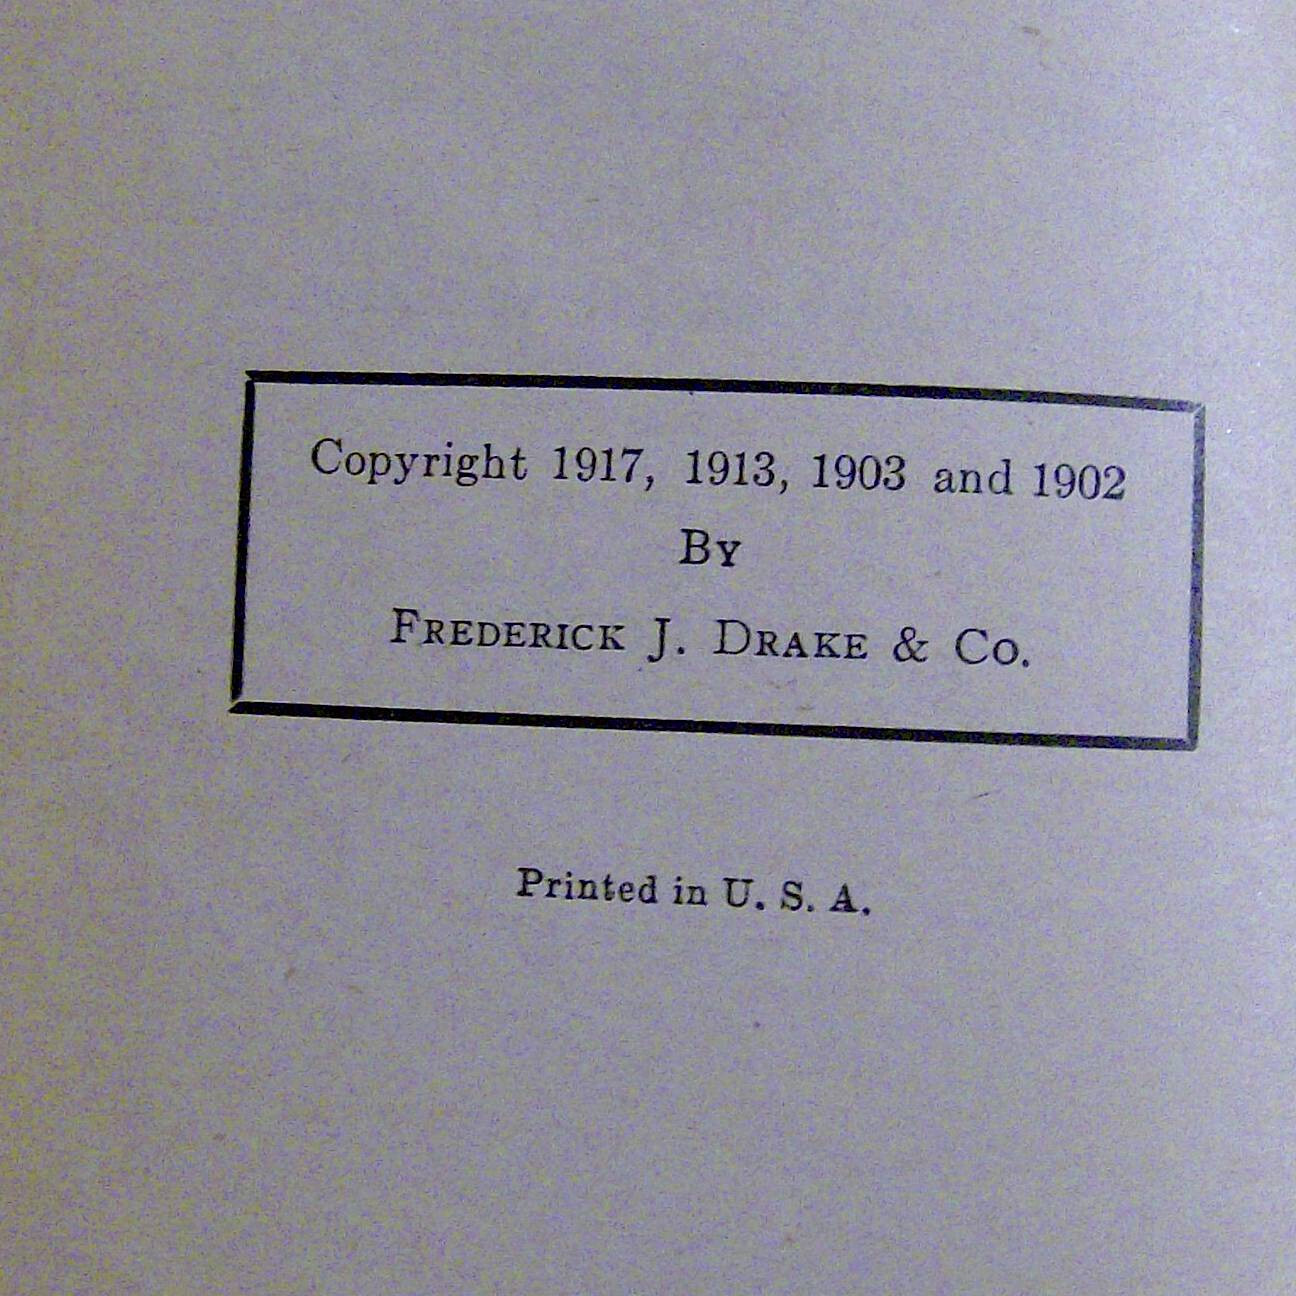 Copyright 1917, 1913, 1903 and 1902
By
Frederick J. Drake & Co.
Printed in U. S. A.